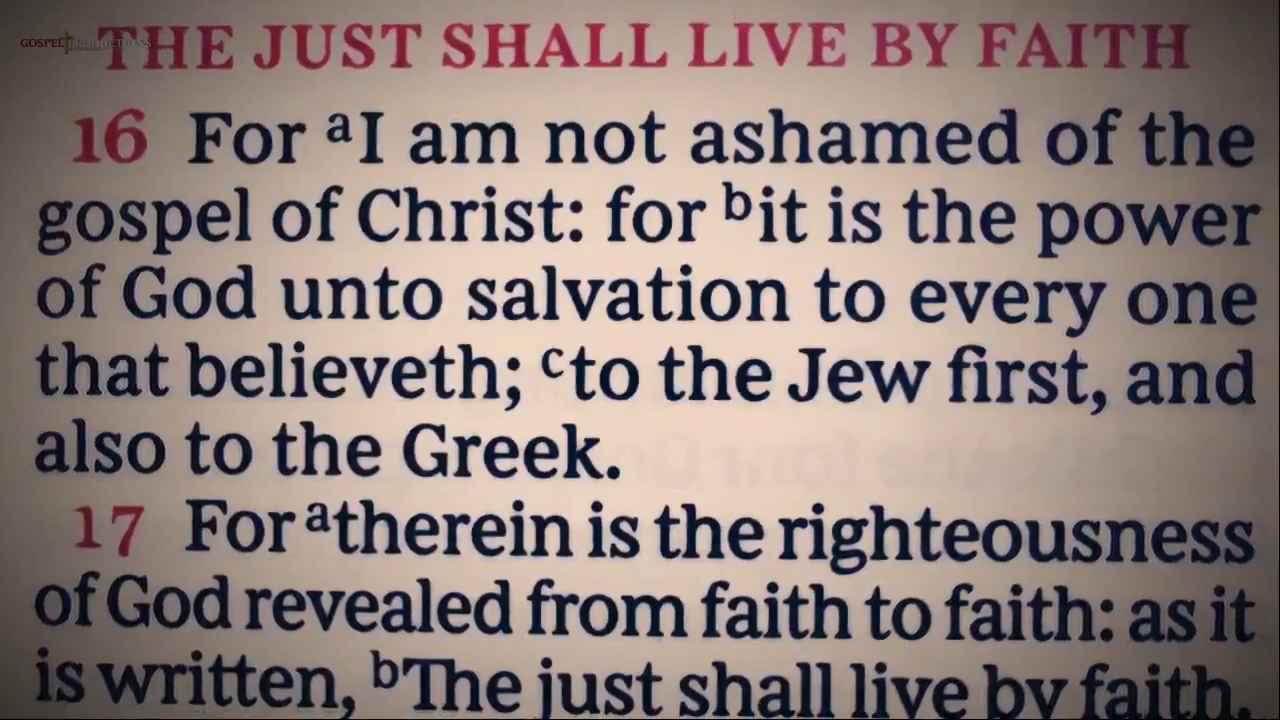 GOSPEL PRODUCTIONS
THE JUST SHALL LIVE BY FAITH
16 For aI am not ashamed of the
gospel of Christ: for bit is the power
of God unto salvation to every one
that believeth; cto the Jew first, and
also to the Greek.
17 For atherein is the righteousness
of God revealed from faith to faith: as it
is written, bThe just shall live by faith.